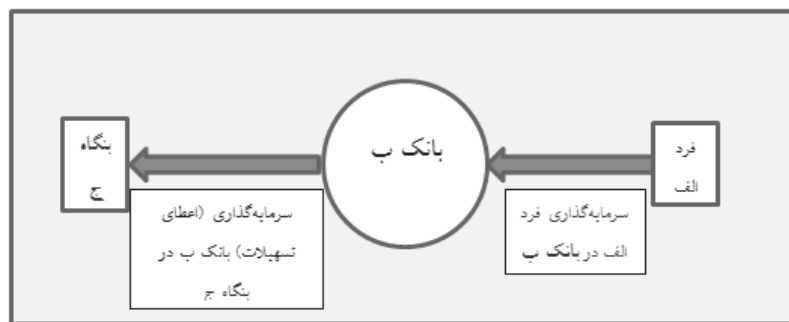 فرد
الف
سرمایه‌گذاری فرد
الف در بانک ب
بانک ب
سرمایه‌گذاری (اعطای
تسهیلات) بانک ب در
بنگاه ج
بنگاه
ج